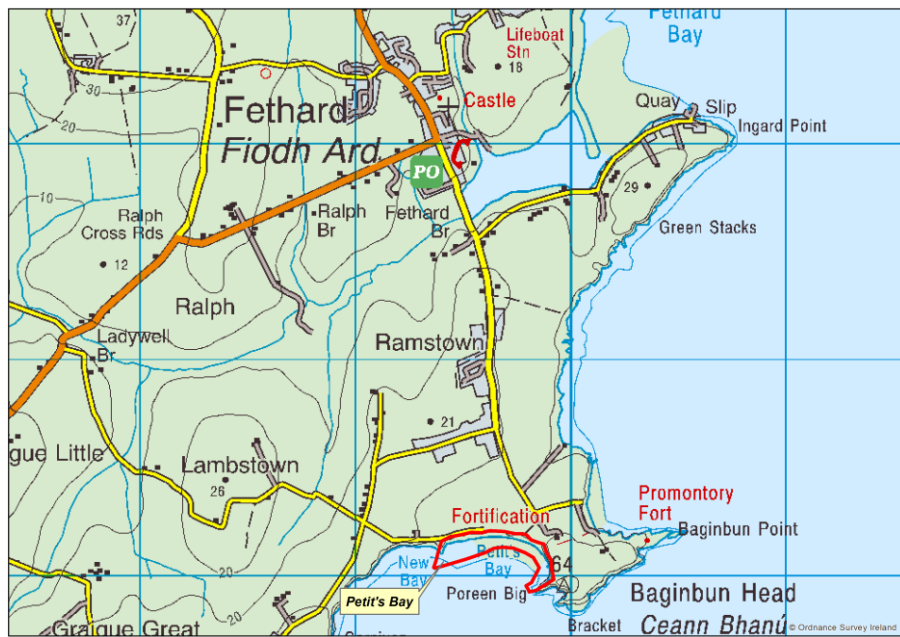 37
Lifeboat
Stn
18
Fethard
Bay
30
Castle
Quay
Slip
Ingard Point
20
Fethard
Fiodh Ard
PO
29
10
Ralph
Cross Rds
Ralph
Br
Fethard
Br
Green Stacks
12
Ralph
Ladywell
Br
Ramstown
21
gue Little
Lambstown
26
Fortification
Promontory
Fort
Baginbun Point
31
New
Bay
Petit's
Bay
64
20
20
Poreen Big
Petit's Bay
Baginbun Head
Ceann Bhanú
Graigue Great
Bracket
© Ordnance Survey Ireland